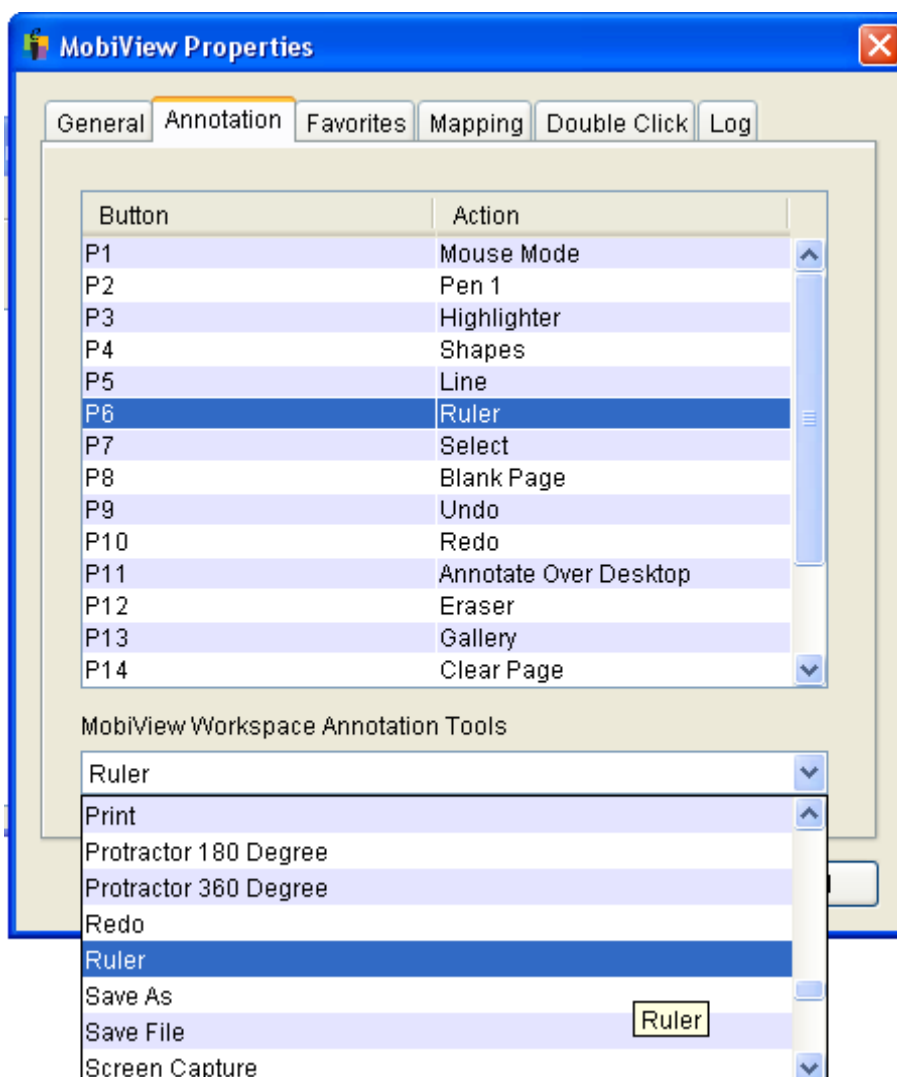 MobiView Properties
General Annotation Favorites Mapping Double Click Log
Button Action
P1 Mouse Mode
P2 Pen 1
P3 Highlighter
P4 Shapes
P5 Line
P6 Ruler
P7 Select
P8 Blank Page
P9 Undo
P10 Redo
P11 Annotate Over Desktop
P12 Eraser
P13 Gallery
P14 Clear Page
MobiView Workspace Annotation Tools
Ruler
Print
Protractor 180 Degree
Protractor 360 Degree
Redo
Ruler
Save As
Save File
Ruler
Screen Capture